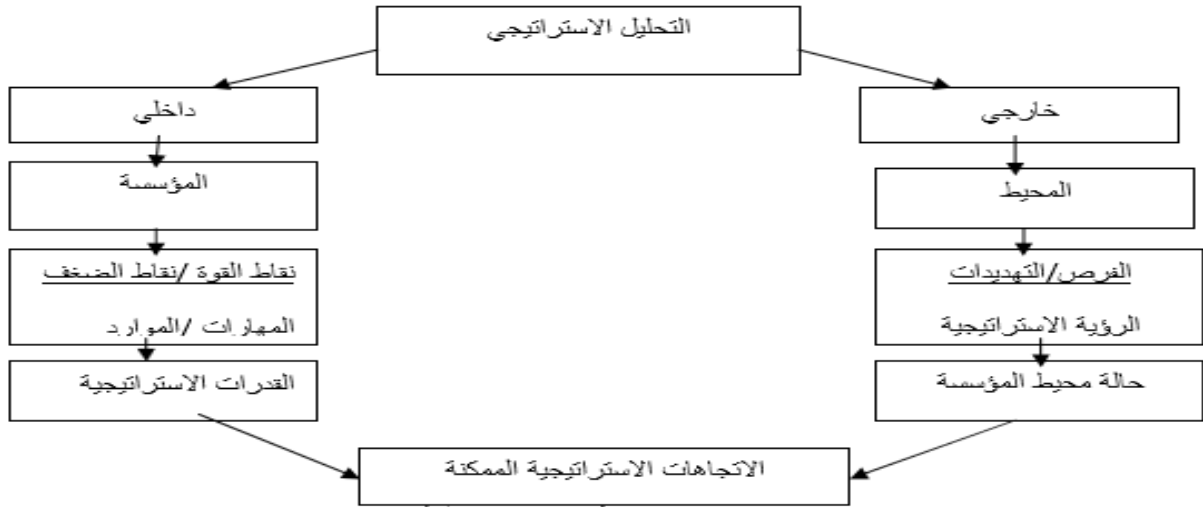 التحليل الاستراتيجي
خارجي
داخلي
المحيط
المؤسسة
الفرص/التهديدات
الرؤية الاستراتيجية
نقاط القوة /نقاط الضغف
المهارات /الموارد
حالة محيط المؤسسة
القدرات الاستراتيجية
الاتجاهات الاستراتيجية الممكنة